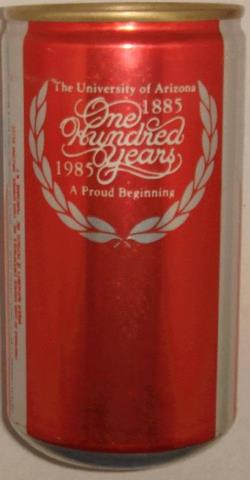 The University of Arizona
One 1885
Hundred
Years
1985
A Proud Beginning